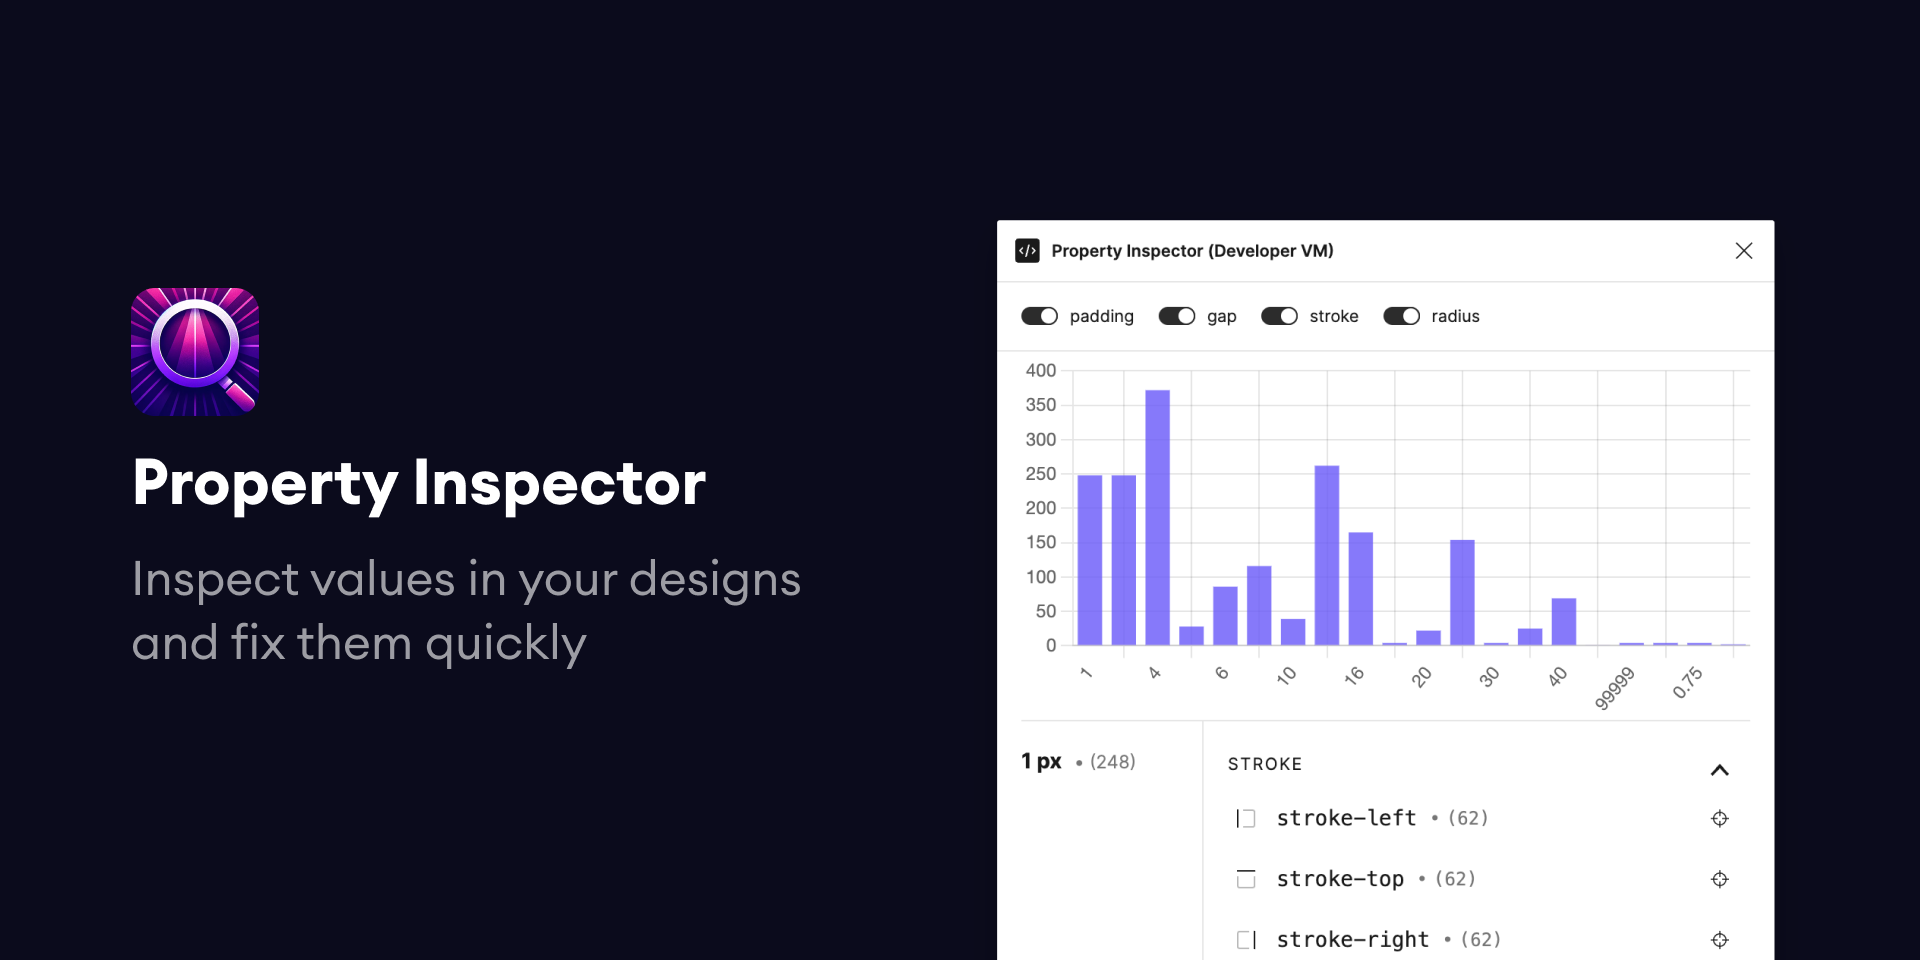 Property Inspector
Inspect values in your designs
and fix them quickly
</> Property Inspector (Developer VM)
padding gap stroke radius
400
350
300
250
200
150
100
50
0
1 4 6 10 16 20 30 40 99999 0.75
1 px • (248)
STROKE
stroke-left • (62)
stroke-top • (62)
stroke-right • (62)